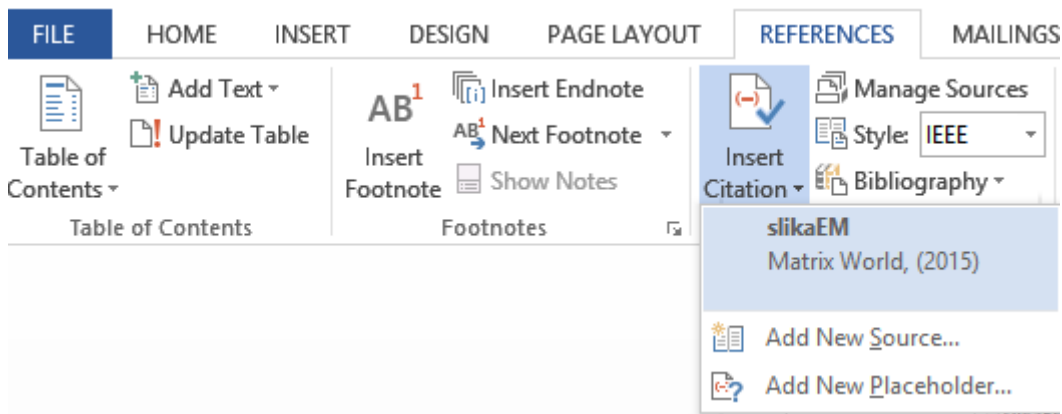 FILE HOME INSERT DESIGN PAGE LAYOUT REFERENCES MAILINGS
Table of
Contents
Add Text
Update Table
Table of Contents
AB1
Insert
Footnote
[i] Insert Endnote
AB1 Next Footnote
Show Notes
Footnotes
Insert
Citation
Manage Sources
Style: IEEE
Bibliography
slikaEM
Matrix World, (2015)
Add New Source...
Add New Placeholder...